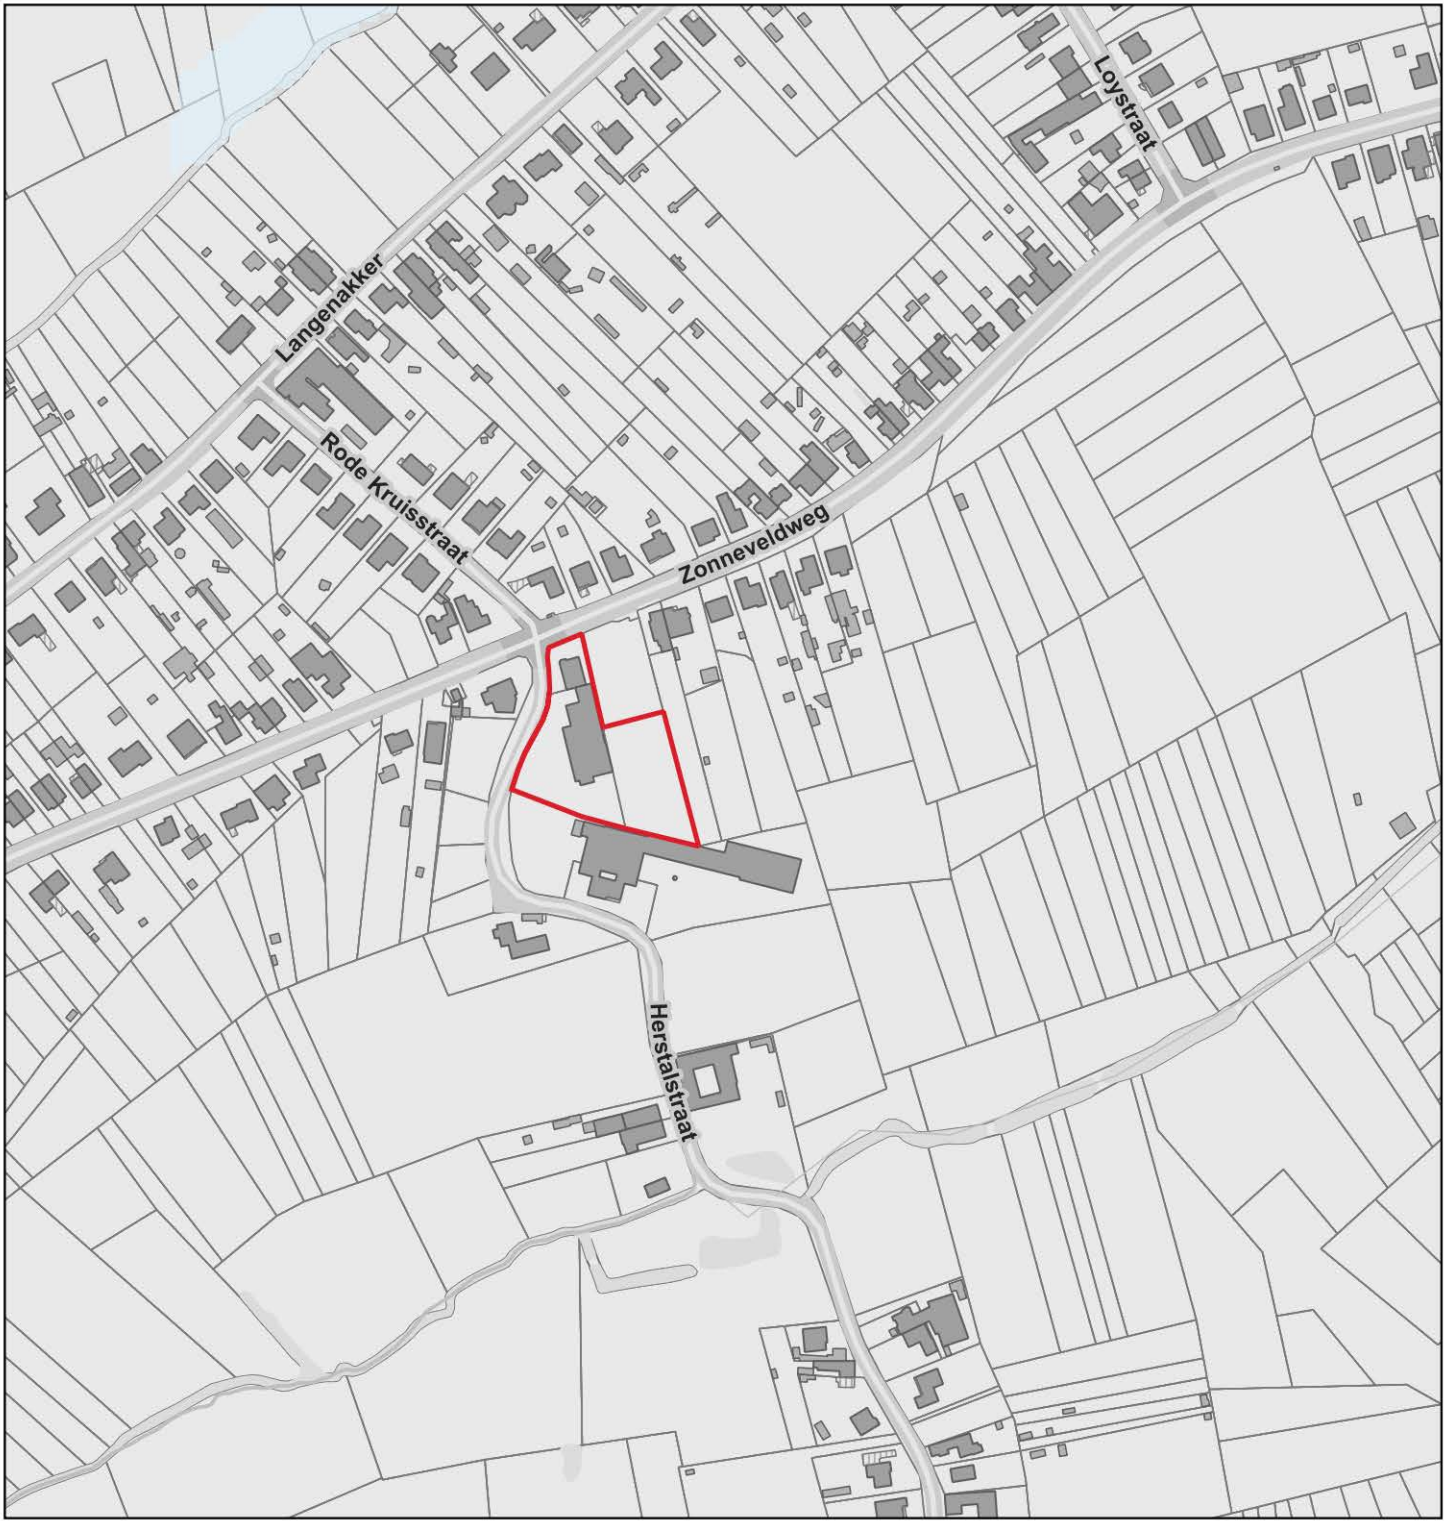 Loystraat
Langenakker
Rode Kruisstraat
Zonneveldweg
Herstalstraat